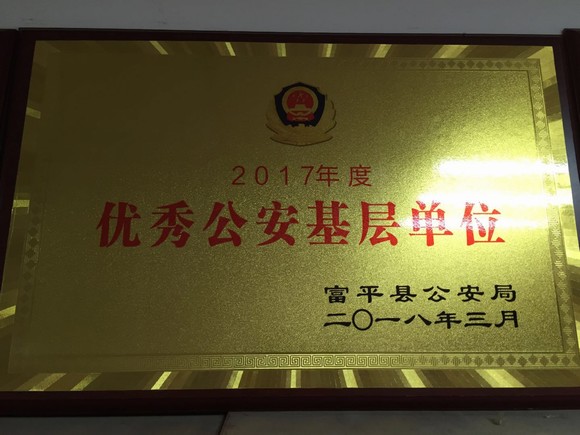 2017年度
优秀公安基层单位
富平县公安局
二〇一八年三月